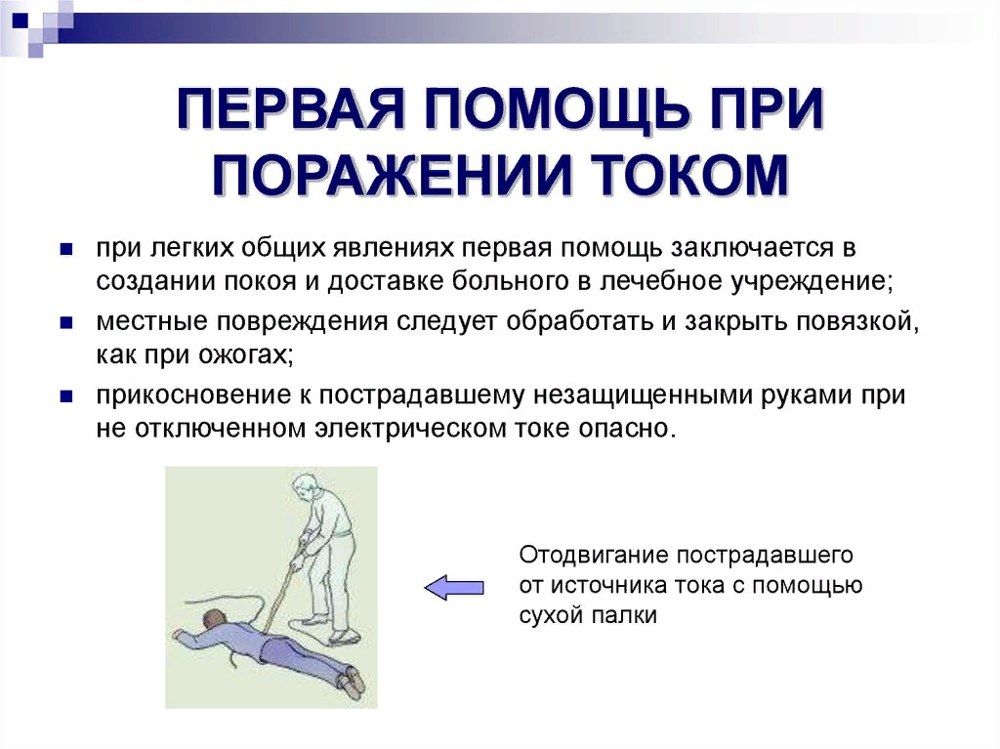 ПЕРВАЯ ПОМОЩЬ ПРИ
ПОРАЖЕНИИ ТОКОМ
при легких общих явлениях первая помощь заключается в
создании покоя и доставке больного в лечебное учреждение;
местные повреждения следует обработать и закрыть повязкой,
как при ожогах;
прикосновение к пострадавшему незащищенными руками при
не отключенном электрическом токе опасно.
Отодвигание пострадавшего
от источника тока с помощью
сухой палки